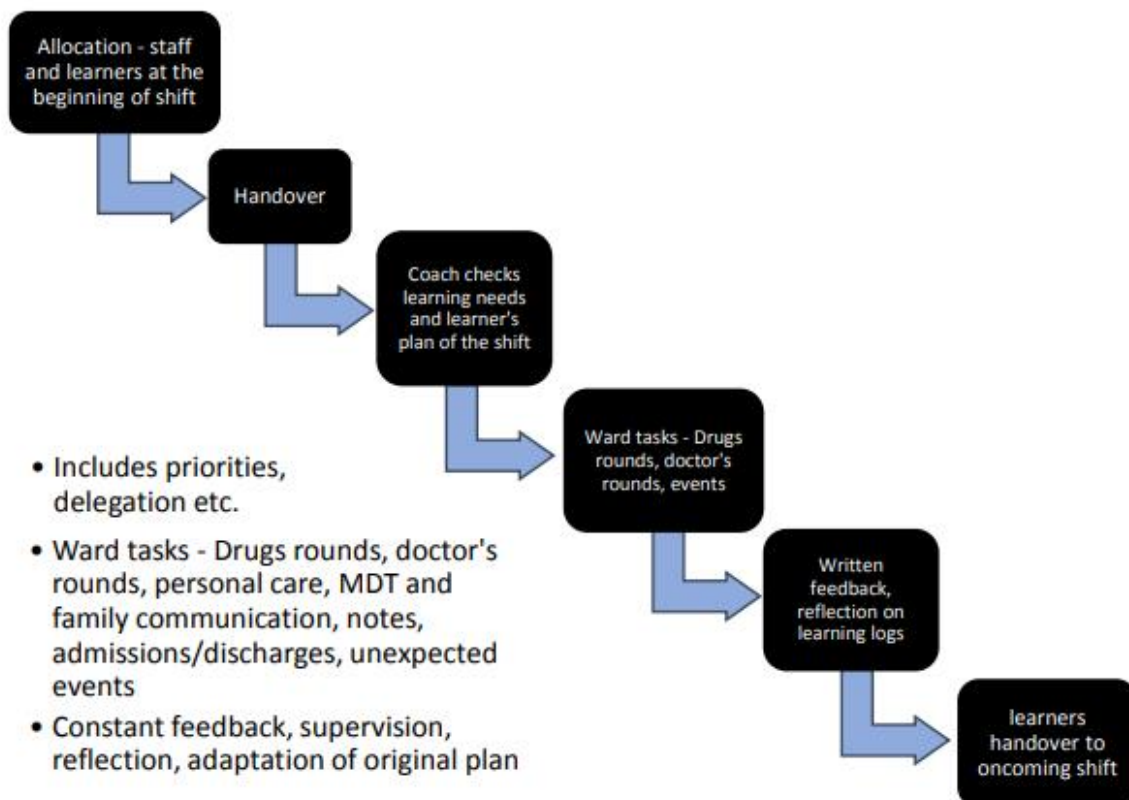 Allocation - staff
and learners at the
beginning of shift
Handover
Coach checks
learning needs
and learner's
plan of the shift
Ward tasks - Drugs
rounds, doctor's
rounds, events
Written
feedback,
reflection on
learning logs
learners
handover to
oncoming shift
• Includes priorities,
delegation etc.
• Ward tasks - Drugs rounds, doctor's
rounds, personal care, MDT and
family communication, notes,
admissions/discharges, unexpected
events
• Constant feedback, supervision,
reflection, adaptation of original plan